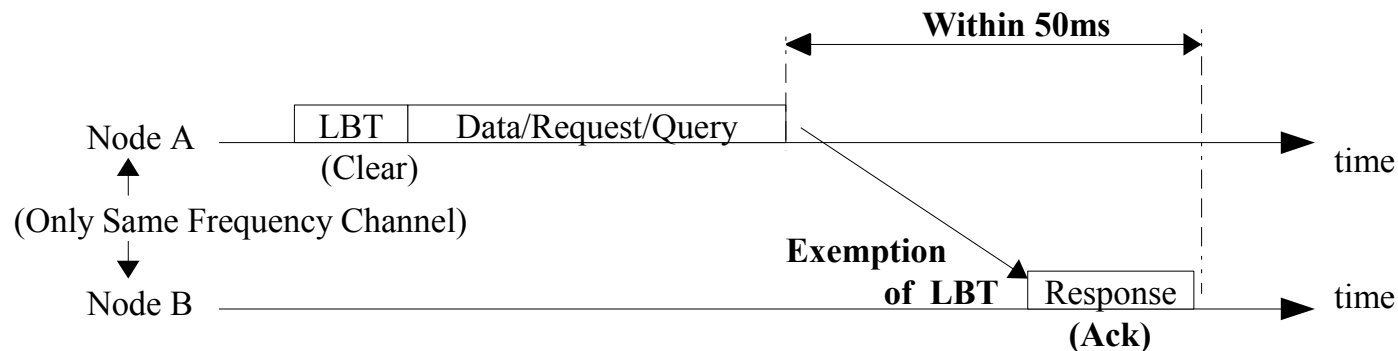 Within 50ms
LBT
Data/Request/Query
Node A
time
(Clear)
(Only Same Frequency Channel)
Exemption
of LBT
Response
Node B
time
(Ack)